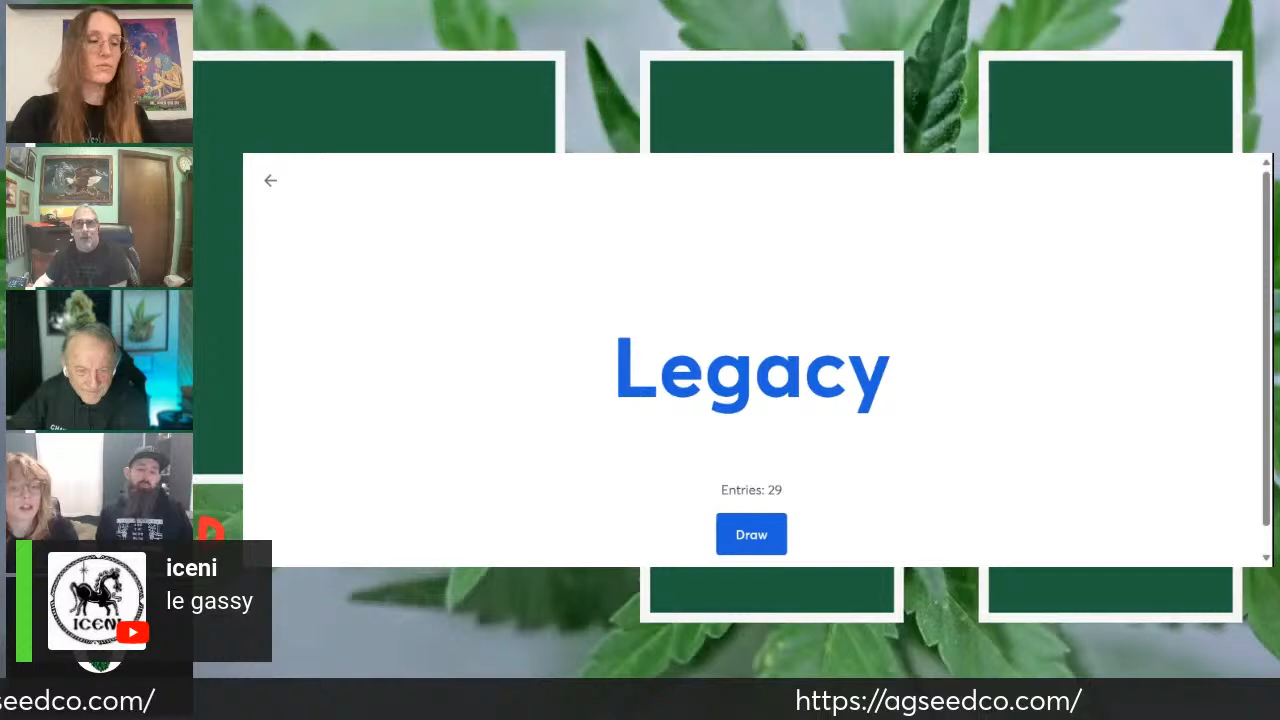 Legacy
Entries: 29
Draw
iceni
le gassy
ICENI
seedco.com/
https://agseedco.com/